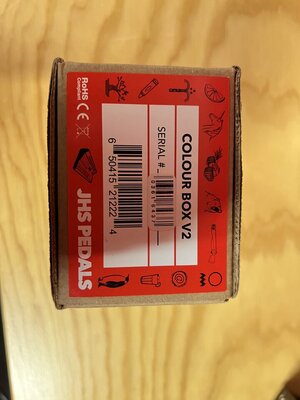 COLOUR BOX V2
SERIAL #
6 50415 21222 4
JHS PEDALS
RoHS
Compliant
CE